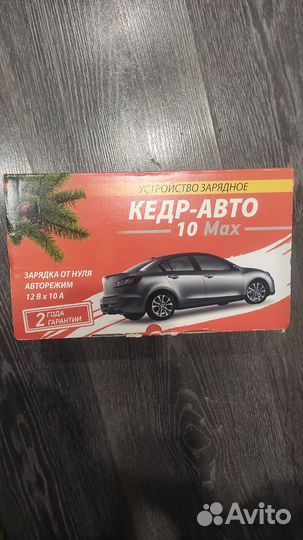 УСТРОЙСТВО ЗАРЯДНОЕ
КЕДР-АВТО
10 Max
ЗАРЯДКА ОТ НУЛЯ
АВТОРЕЖИМ
12 В x 10 А
2 ГОДА
ГАРАНТИИ
Avito